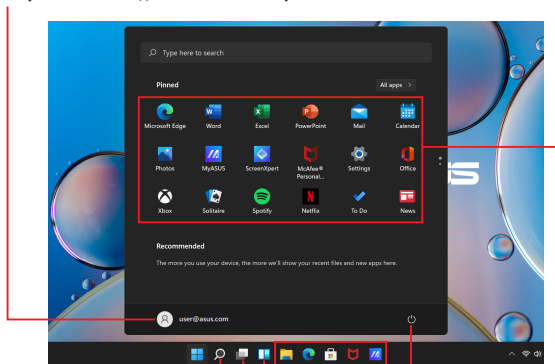 Type here to search
Pinned
All apps >
Microsoft Edge Word Excel PowerPoint Mail Calendar
Photos MyASUS ScreenXpert McAfee® Personal... Settings Office
Xbox Solitaire Spotify Netflix To Do News
Recommended
The more you use your device, the more we'll show your recent files and new apps here.
user@asus.com